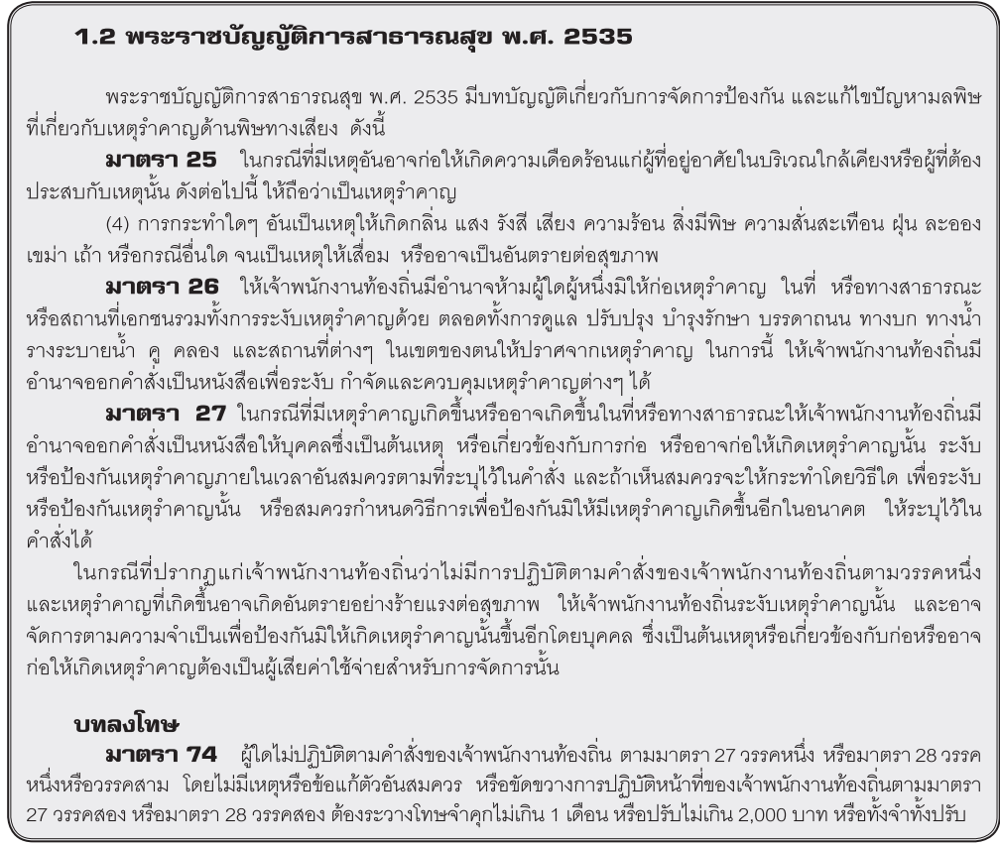 1.2 พระราชบัญญัติการสาธารณสุข พ.ศ. 2535
พระราชบัญญัติการสาธารณสุข พ.ศ. 2535 มีบทบัญญัติเกี่ยวกับการจัดการป้องกัน และแก้ไขปัญหามลพิษ
ที่เกี่ยวกับเหตุรำคาญด้านพิษทางเสียง ดังนี้
มาตรา 25 ในกรณีที่มีเหตุอันอาจก่อให้เกิดความเดือดร้อนแก่ผู้ที่อยู่อาศัยในบริเวณใกล้เคียงหรือผู้ที่ต้อง
ประสบกับเหตุนั้น ดังต่อไปนี้ ให้ถือว่าเป็นเหตุรำคาญ
(4) การกระทำใดๆ อันเป็นเหตุให้เกิดกลิ่น แสง รังสี เสียง ความร้อน สิ่งมีพิษ ความสั่นสะเทือน ฝุ่น ละออง
เขม่า เถ้า หรือกรณีอื่นใด จนเป็นเหตุให้เสื่อม หรืออาจเป็นอันตรายต่อสุขภาพ
มาตรา 26 ให้เจ้าพนักงานท้องถิ่นมีอำนาจห้ามผู้ใดผู้หนึ่งมิให้ก่อเหตุรำคาญ ในที่ หรือทางสาธารณะ
หรือสถานที่เอกชนรวมทั้งการระงับเหตุรำคาญด้วย ตลอดทั้งการดูแล ปรับปรุง บำรุงรักษา บรรดาถนน ทางบก ทางน้ำ
รางระบายน้ำ คู คลอง และสถานที่ต่างๆ ในเขตของตนให้ปราศจากเหตุรำคาญ ในการนี้ ให้เจ้าพนักงานท้องถิ่นมี
อำนาจออกคำสั่งเป็นหนังสือเพื่อระงับ กำจัดและควบคุมเหตุรำคาญต่างๆ ได้
มาตรา 27 ในกรณีที่มีเหตุรำคาญเกิดขึ้นหรืออาจเกิดขึ้นในที่หรือทางสาธารณะให้เจ้าพนักงานท้องถิ่นมี
อำนาจออกคำสั่งเป็นหนังสือให้บุคคลซึ่งเป็นต้นเหตุ หรือเกี่ยวข้องกับการก่อ หรืออาจก่อให้เกิดเหตุรำคาญนั้น ระงับ
หรือป้องกันเหตุรำคาญภายในเวลาอันสมควรตามที่ระบุไว้ในคำสั่ง และถ้าเห็นสมควรจะให้กระทำโดยวิธีใด เพื่อระงับ
หรือป้องกันเหตุรำคาญนั้น หรือสมควรกำหนดวิธีการเพื่อป้องกันมิให้มีเหตุรำคาญเกิดขึ้นอีกในอนาคต ให้ระบุไว้ใน
คำสั่งได้
ในกรณีที่ปรากฏแก่เจ้าพนักงานท้องถิ่นว่าไม่มีการปฏิบัติตามคำสั่งของเจ้าพนักงานท้องถิ่นตามวรรคหนึ่ง
และเหตุรำคาญที่เกิดขึ้นอาจเกิดอันตรายอย่างร้ายแรงต่อสุขภาพ ให้เจ้าพนักงานท้องถิ่นระงับเหตุรำคาญนั้น และอาจ
จัดการตามความจำเป็นเพื่อป้องกันมิให้เกิดเหตุรำคาญนั้นขึ้นอีกโดยบุคคล ซึ่งเป็นต้นเหตุหรือเกี่ยวข้องกับก่อหรืออาจ
ก่อให้เกิดเหตุรำคาญต้องเป็นผู้เสียค่าใช้จ่ายสำหรับการจัดการนั้น
บทลงโทษ
มาตรา 74 ผู้ใดไม่ปฏิบัติตามคำสั่งของเจ้าพนักงานท้องถิ่น ตามมาตรา 27 วรรคหนึ่ง หรือมาตรา 28 วรรค
หนึ่งหรือวรรคสาม โดยไม่มีเหตุหรือข้อแก้ตัวอันสมควร หรือขัดขวางการปฏิบัติหน้าที่ของเจ้าพนักงานท้องถิ่นตามมาตรา
27 วรรคสอง หรือมาตรา 28 วรรคสอง ต้องระวางโทษจำคุกไม่เกิน 1 เดือน หรือปรับไม่เกิน 2,000 บาท หรือทั้งจำทั้งปรับ